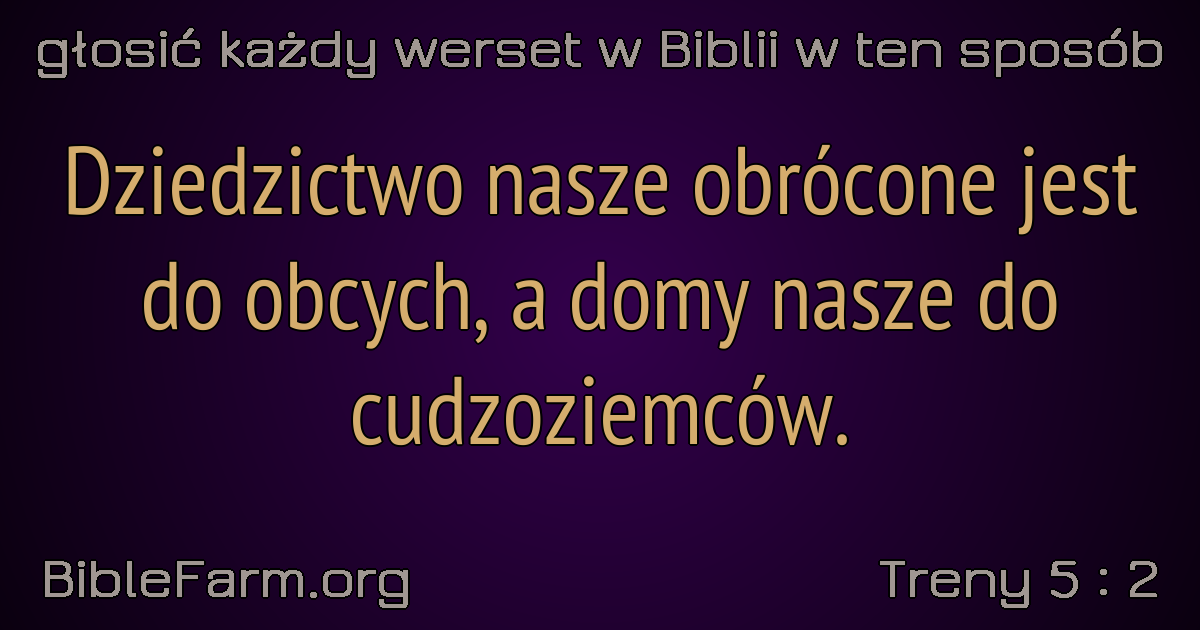 głosić każdy werset w Biblii w ten sposób
Dziedzictwo nasze obrócone jest
do obcych, a domy nasze do
cudzoziemców.
BibleFarm.org
Treny 5 : 2